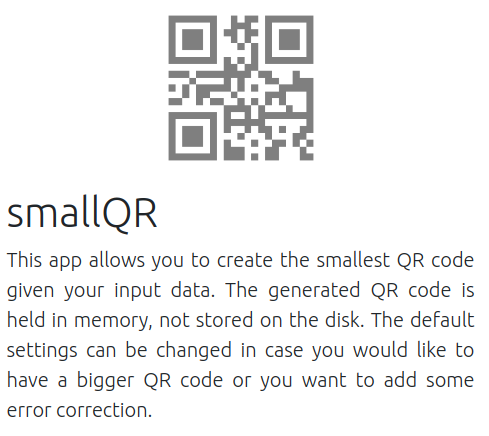 smallQR
This app allows you to create the smallest QR code
given your input data. The generated QR code is
held in memory, not stored on the disk. The default
settings can be changed in case you would like to
have a bigger QR code or you want to add some
error correction.